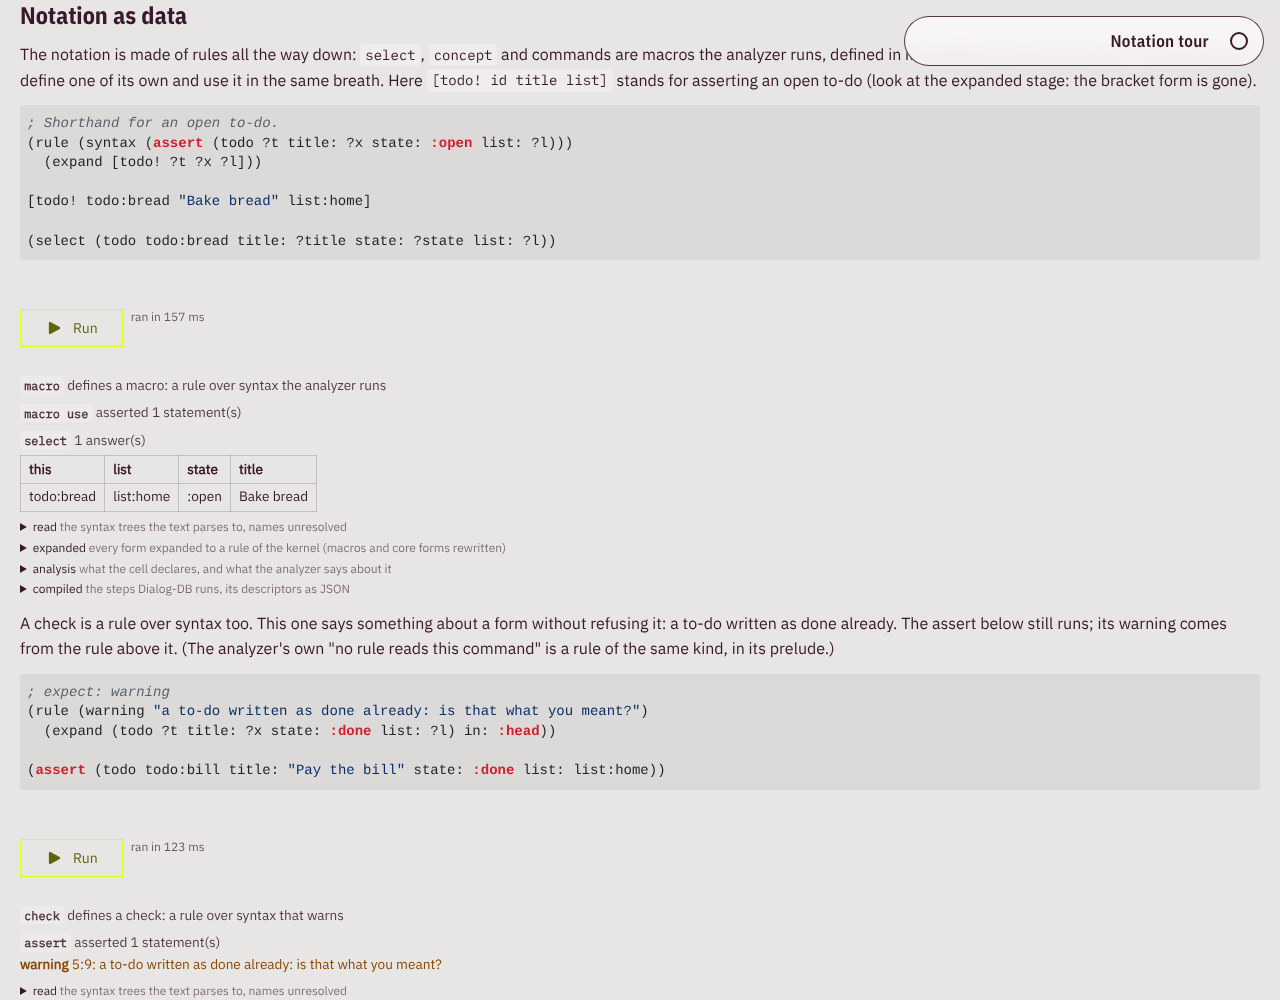 Notation as data
Notation tour
The notation is made of rules all the way down: select, concept and commands are macros the analyzer runs, defined in
define one of its own and use it in the same breath. Here [todo! id title list] stands for asserting an open to-do (look at the expanded stage: the bracket form is gone).
; Shorthand for an open to-do.
(rule (syntax (assert (todo ?t title: ?x state: :open list: ?l)))
  (expand [todo! ?t ?x ?l]))
[todo! todo:bread "Bake bread" list:home]
(select (todo todo:bread title: ?title state: ?state list: ?l))
Run
ran in 157 ms
macro defines a macro: a rule over syntax the analyzer runs
macro use asserted 1 statement(s)
select 1 answer(s)
this list state title
todo:bread list:home :open Bake bread
read the syntax trees the text parses to, names unresolved
expanded every form expanded to a rule of the kernel (macros and core forms rewritten)
analysis what the cell declares, and what the analyzer says about it
compiled the steps Dialog-DB runs, its descriptors as JSON
A check is a rule over syntax too. This one says something about a form without refusing it: a to-do written as done already. The assert below still runs; its warning comes
from the rule above it. (The analyzer's own "no rule reads this command" is a rule of the same kind, in its prelude.)
; expect: warning
(rule (warning "a to-do written as done already: is that what you meant?")
  (expand (todo ?t title: ?x state: :done list: ?l) in: :head))
(assert (todo todo:bill title: "Pay the bill" state: :done list: list:home))
Run
ran in 123 ms
check defines a check: a rule over syntax that warns
assert asserted 1 statement(s)
warning 5:9: a to-do written as done already: is that what you meant?
read the syntax trees the text parses to, names unresolved